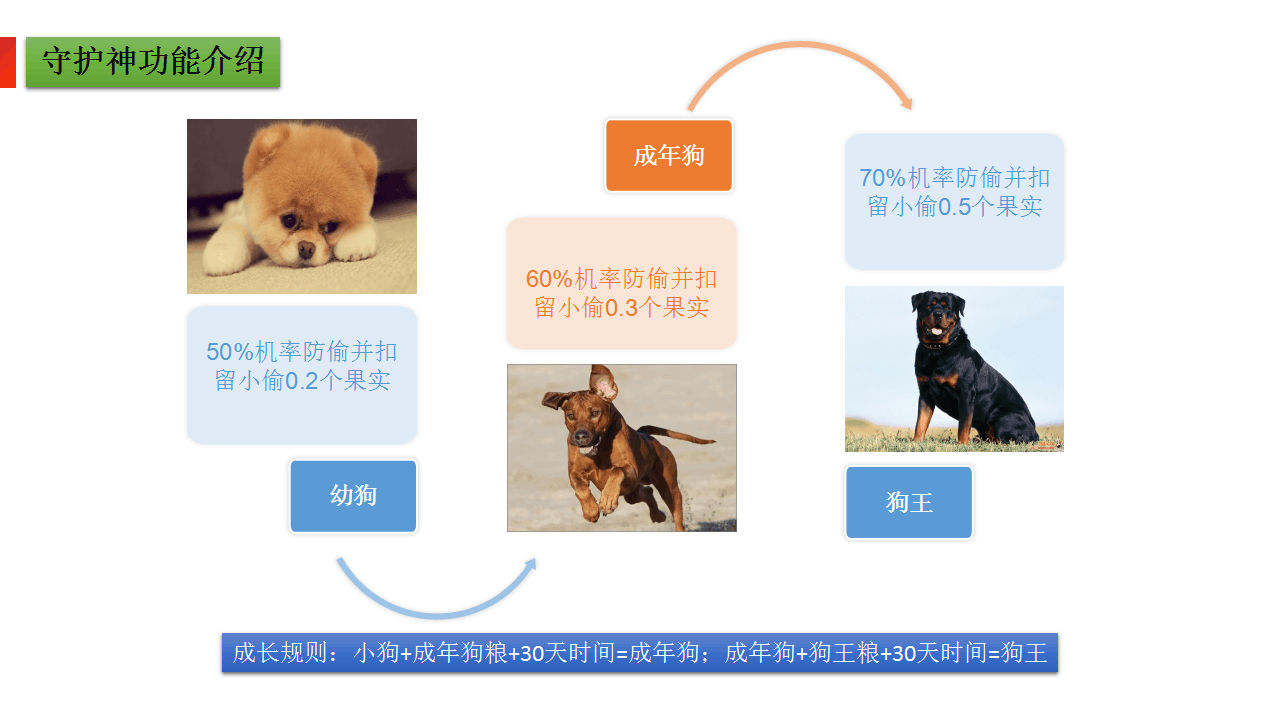 守护神功能介绍
50%机率防偷并扣
留小偷0.2个果实
幼狗
成年狗
60%机率防偷并扣
留小偷0.3个果实
70%机率防偷并扣
留小偷0.5个果实
狗王
成长规则：小狗+成年狗粮+30天时间=成年狗；成年狗+狗王粮+30天时间=狗王